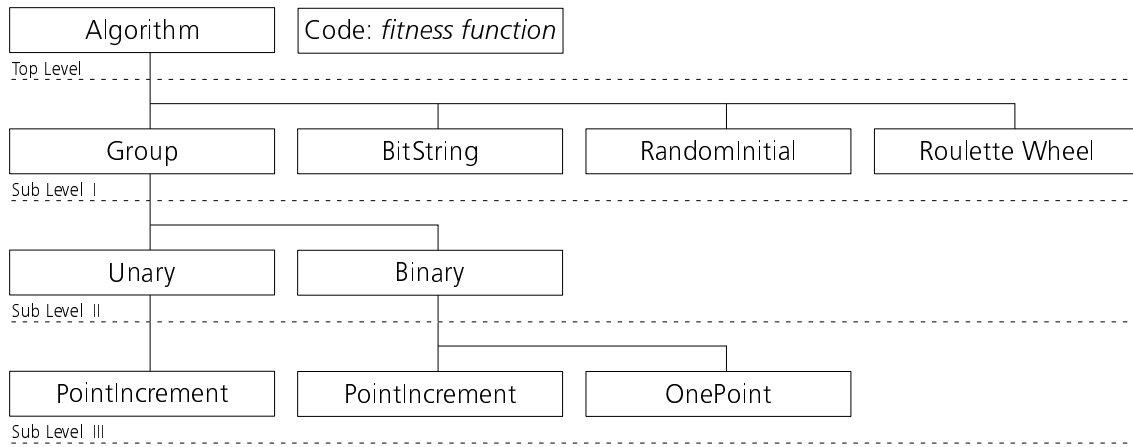 Algorithm
Code: fitness function
Top Level
Group
BitString
RandomInitial
Roulette Wheel
Sub Level I
Unary
Binary
Sub Level II
PointIncrement
PointIncrement
OnePoint
Sub Level III